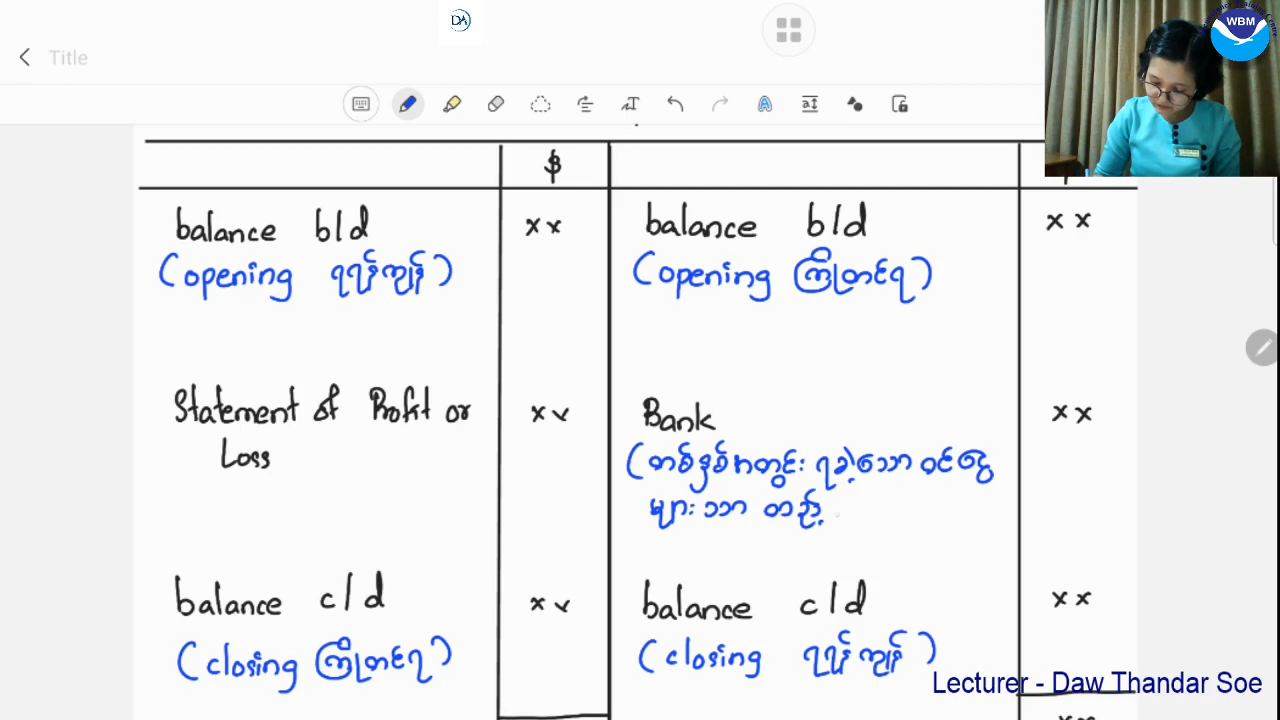 DA
Title
WBM
$
balance b/d xx balance b/d xx
(opening ရရန်ကျန်) (opening ကြိုတင်ရ)
Statement of Profit or xx Bank xx
Loss (တစ်နှစ်အတွင်း ရခဲ့သော ဝင်ငွေ
များသာ တည့်
balance c/d xx balance c/d xx
(closing ကြိုတင်ရ) (closing ရရန်ကျန်)
Lecturer - Daw Thandar Soe
xx